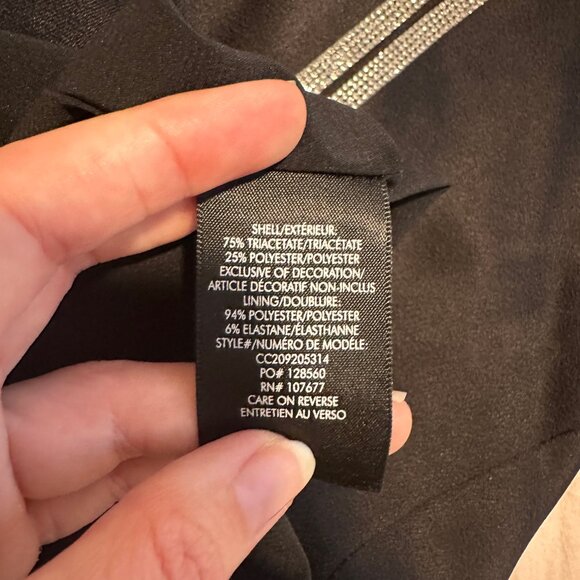 SHELL/EXTÉRIEUR:
75% TRIACETATE/TRIACÉTATE
25% POLYESTER/POLYESTER
EXCLUSIVE OF DECORATION/
ARTICLE DÉCORATIF NON-INCLIS
LINING/DOUBLURE:
94% POLYESTER/POLYESTER
6% ELASTANE/ÉLASTHANNE
STYLE#/NUMÉRO DE MODÈLE:
CC209205314
PO# 128560
RN# 107677
CARE ON REVERSE
ENTRETIEN AU VERSO